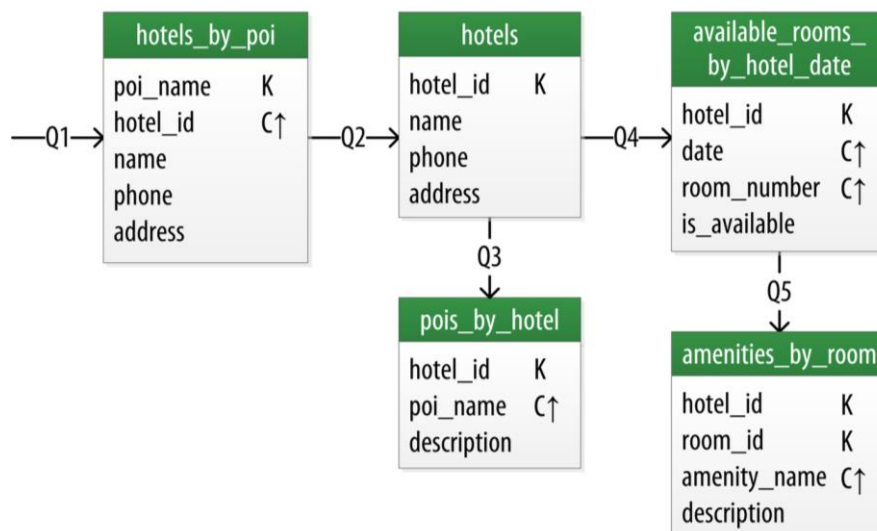 hotels_by_poi
poi_name K
hotel_id C↑
name
phone
address
Q1
Q2
hotels
hotel_id K
name
phone
address
Q3
pois_by_hotel
hotel_id K
poi_name C↑
description
Q4
available_rooms_
by_hotel_date
hotel_id K
date C↑
room_number C↑
is_available
Q5
amenities_by_room
hotel_id K
room_id K
amenity_name C↑
description